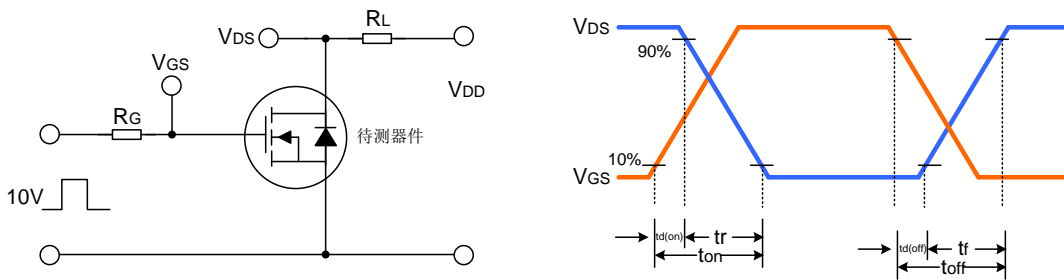 VDS
RL
VGS
VDD
RG
待测器件
10V
VDS
90%
10%
VGS
td(on)
tr
ton
td(off)
tf
toff